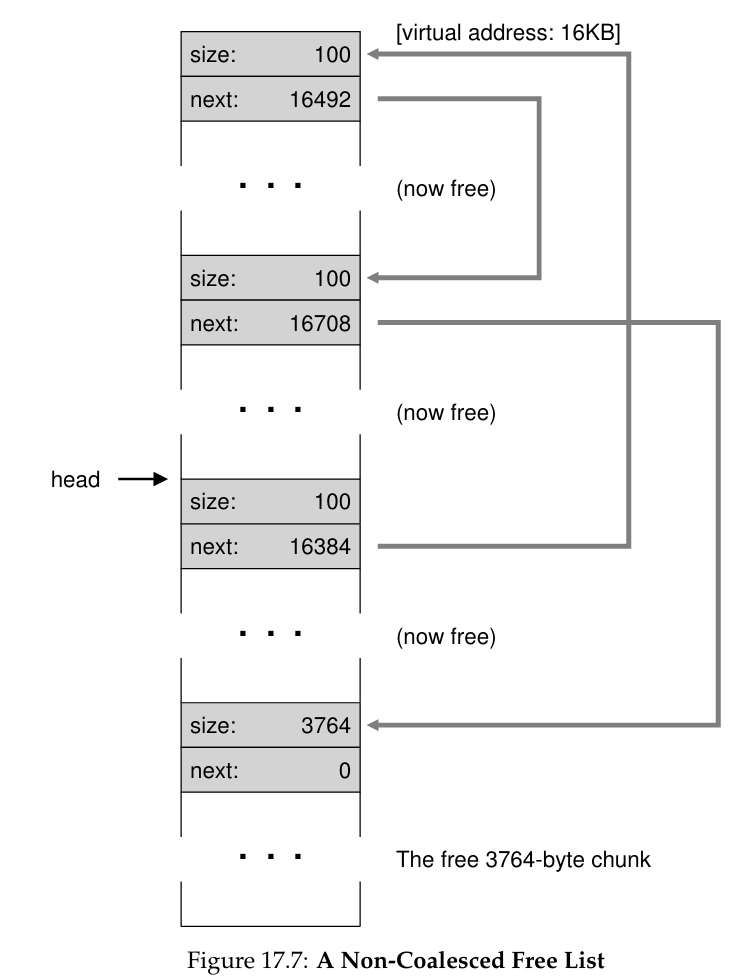 [virtual address: 16KB]
size: 100
next: 16492
. . .
(now free)
size: 100
next: 16708
. . .
(now free)
head
size: 100
next: 16384
. . .
(now free)
size: 3764
next: 0
. . .
The free 3764-byte chunk
Figure 17.7: A Non-Coalesced Free List